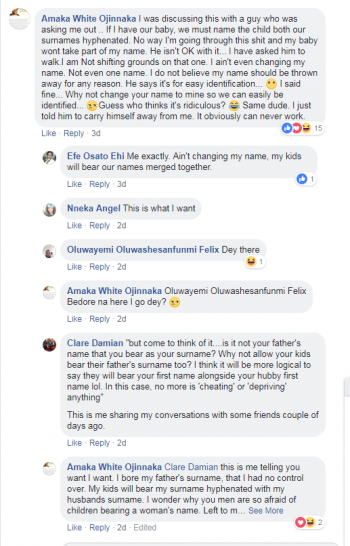 Amaka White Ojinnaka I was discussing this with a guy who was
asking me out .. If I have our baby, we must name the child both our
surnames hyphenated. No way I'm going through this shit and my baby
wont take part of my name. He isn't OK with it... I have asked him to
walk.I am Not shifting grounds on that one. I ain't even changing my
name. Not even one name. I do not believe my name should be thrown
away for any reason. He says it's for easy identification... 😬 I said
fine... Why not change your name to mine so we can easily be
identified... 😏 Guess who thinks it's ridiculous? 😂 Same dude. I just
told him to carry himself away from me. It obviously can never work.
15
Like · Reply · 3d
Efe Osato Ehi Me exactly. Ain't changing my name, my kids
will bear our names merged together.
1
Like · Reply · 3d
Nneka Angel This is what I want
Like · Reply · 2d
Oluwayemi Oluwashesanfunmi Felix Dey there
1
Like · Reply · 2d
Amaka White Ojinnaka Oluwayemi Oluwashesanfunmi Felix
Bedore na here I go dey? 😏
Like · Reply · 2d
Clare Damian "but come to think of it....is it not your father's
name that you bear as your surname? Why not allow your kids
bear their father's surname too? I think it will be more logical to
say they will bear your first name alongside your hubby first
name lol. In this case, no more is 'cheating' or 'depriving'
anything"
This is me sharing my conversations with some friends couple of
days ago.
Like · Reply · 2d
Amaka White Ojinnaka Clare Damian this is me telling you
want I want. I bore my father's surname, that I had no control
over. My kids will bear my surname hyphenated with my
husbands surname. I wonder why you men are so afraid of
children bearing a woman's name. Left to m... See More
2
Like · Reply · 2d · Edited